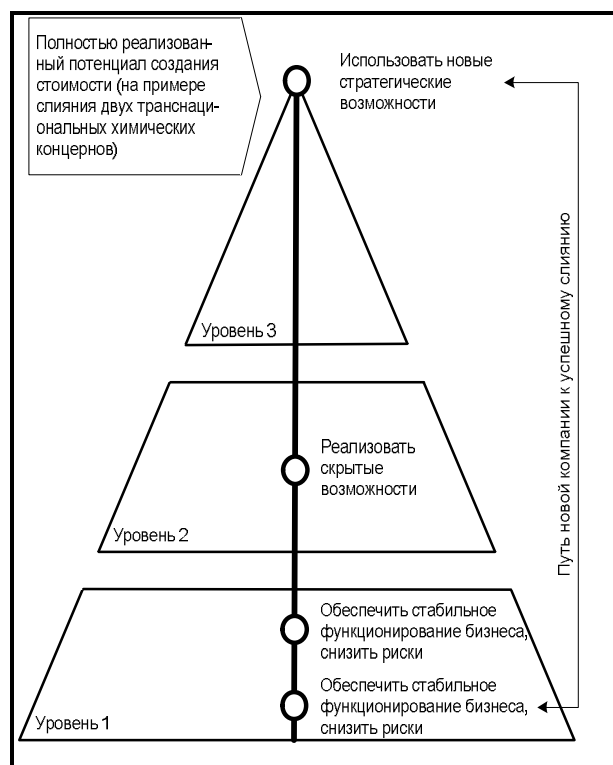 Полностью реализован-
ный потенциал создания
стоимости (на примере
слияния двух транснаци-
ональных химических
концернов)
Использовать новые
стратегические
возможности
Уровень 3
Реализовать
скрытые
возможности
Уровень 2
Обеспечить стабильное
функционирование бизнеса,
снизить риски
Обеспечить стабильное
функционирование бизнеса,
снизить риски
Уровень 1
Путь новой компании к успешному слиянию